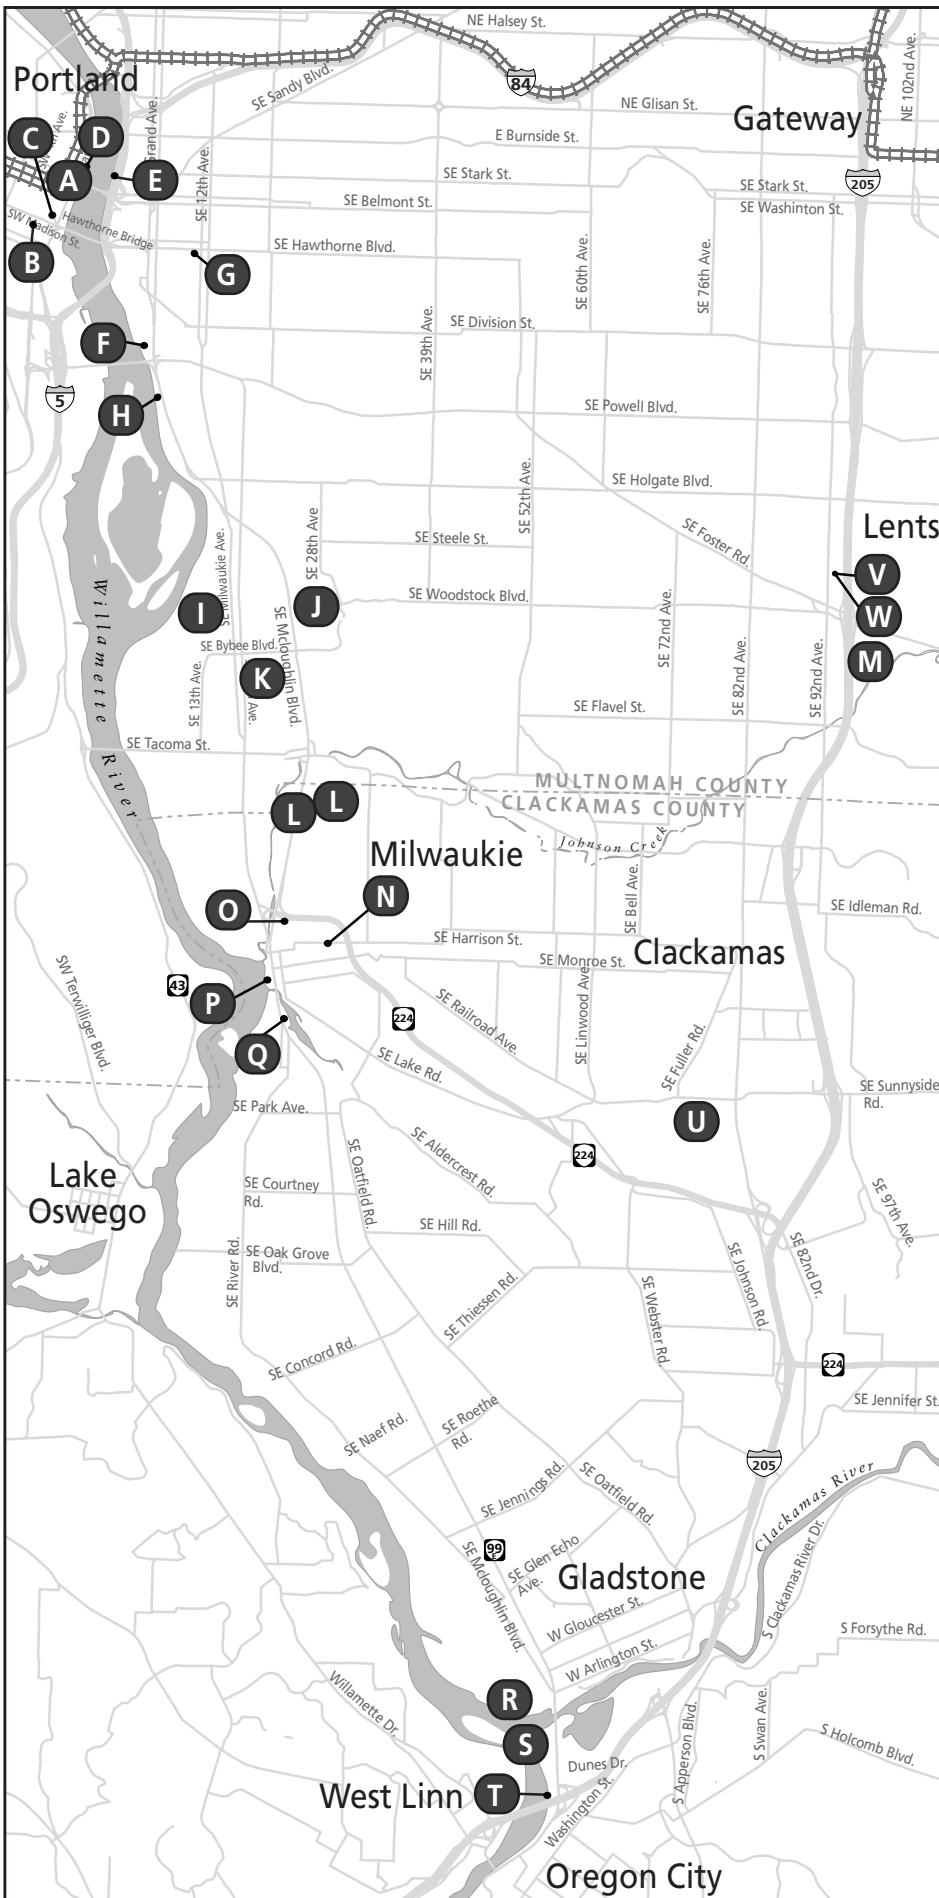 NE Halsey St.
Portland
SE Sandy Blvd.
84
NE 102nd Ave.
NE Glisan St.
Gateway
C
D
Grand Ave.
E Burnside St.
A
E
SE 12th Ave.
SE Stark St.
205
SE Stark St.
SE Belmont St.
SE Washinton St.
Hawthorne Bridge
SW Madison St.
SE Hawthorne Blvd.
B
G
SE 60th Ave.
SE 76th Ave.
F
SE 39th Ave.
SE Division St.
5
H
SE Powell Blvd.
SE 52th Ave.
SE Holgate Blvd.
SE 28th Ave
SE Steele St.
SE Foster Rd.
Lents
SE Milwaukie Ave.
V
Willamette
River
I
J
SE Woodstock Blvd.
W
SE Mcloughlin Blvd.
SE Bybee Blvd.
SE 72nd Ave.
SE 82nd Ave.
SE 92nd Ave.
M
K
SE 13th Ave.
Ave.
SE Flavel St.
SE Tacoma St.
MULTNOMAH COUNTY
CLACKAMAS COUNTY
L
L
Johnson Creek
Milwaukie
N
O
SE Bell Ave.
SE Idleman Rd.
SE Harrison St.
Clackamas
SE Monroe St.
SW Terwilliger Blvd.
43
P
SE Railroad Ave.
SE Linwood Ave
224
Q
SE Lake Rd.
SE Fuller Rd.
SE Sunnyside
Rd.
SE Park Ave.
U
SE Aldercrest Rd.
224
Lake
Oswego
SE Oatfield Rd.
SE Courtney
Rd.
SE 97th Ave.
SE Hill Rd.
SE River Rd.
SE Oak Grove
Blvd.
SE Johnson Rd.
SE 82nd Dr.
SE Thiessen Rd.
SE Webster Rd.
SE Concord Rd.
224
SE Jennifer St.
SE Naef Rd.
SE Roethe
Rd.
205
SE Jennings Rd.
SE Oatfield Rd.
Clackamas River
99
E
SE Mcloughlin Blvd.
SE Glen Echo
Ave.
Gladstone
S Clackamas River Dr.
W Gloucester St.
S Forsythe Rd.
W Arlington St.
Willamette Dr.
R
S Apperson Blvd.
S Swan Ave.
S
S Holcomb Blvd.
Dunes Dr.
West Linn
T
Washington St.
Oregon City